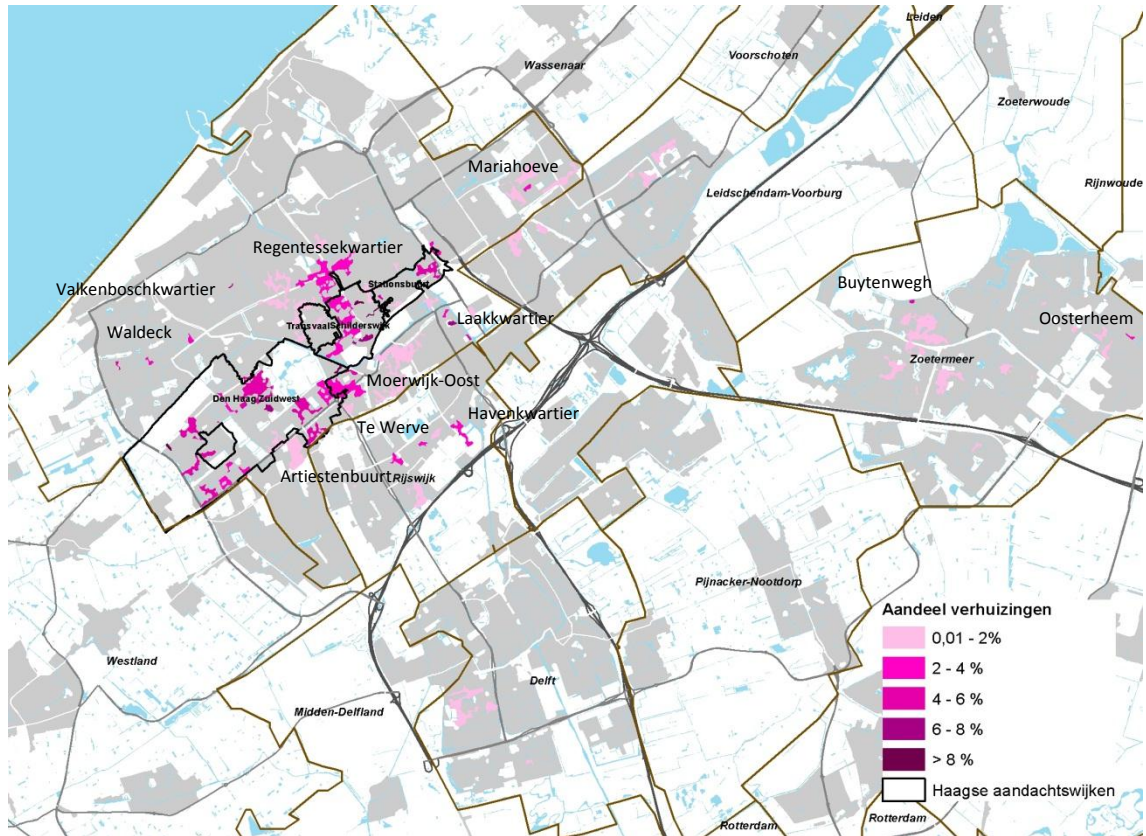 Leiden
Voorschoten
Wassenaar
Zoeterwoude
Mariahoeve
Rijnwoude
Leidschendam-Voorburg
Regentessekwartier
Valkenboschkwartier
Stationsbuurt
Buytenwegh
Waldeck
Transvaal
Schilderswijk
Laakkwartier
Oosterheem
Zoetermeer
Moerwijk-Oost
Den Haag Zuidwest
Havenkwartier
Te Werve
Artiestenbuurt
Rijswijk
Pijnacker-Nootdorp
Westland
Delft
Midden-Delfland
Aandeel verhuizingen
0,01 - 2%
2 - 4 %
4 - 6 %
6 - 8 %
> 8 %
Haagse aandachtswijken
Rotterdam
Rotterdam